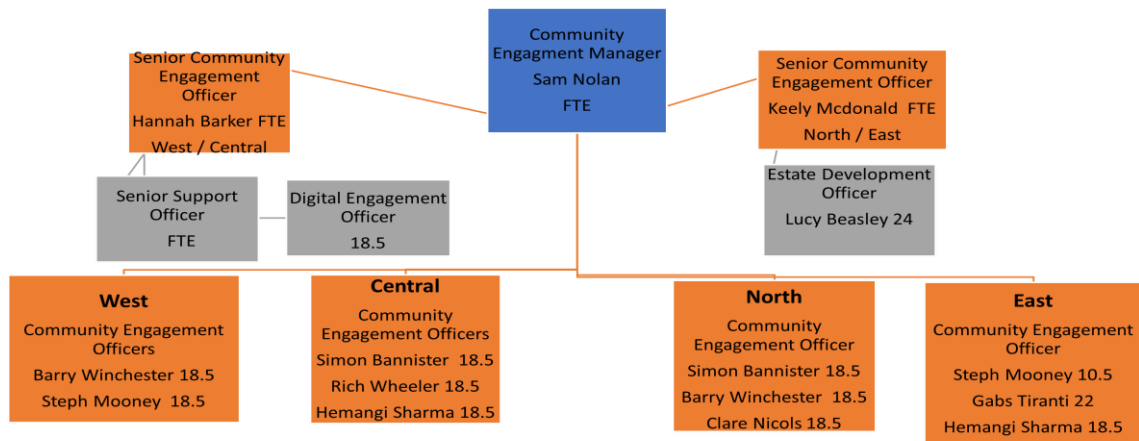 Community
Engagment Manager
Sam Nolan
FTE
Senior Community
Engagement
Officer
Hannah Barker FTE
West / Central
Senior Community
Engagement Officer
Keely Mcdonald  FTE
North / East
Senior Support
Officer
FTE
Digital Engagement
Officer
18.5
Estate Development
Officer
Lucy Beasley 24
West
Community Engagement
Officers
Barry Winchester 18.5
Steph Mooney  18.5
Central
Community
Engagement Officers
Simon Bannister  18.5
Rich Wheeler 18.5
Hemangi Sharma 18.5
North
Community
Engagement Officer
Simon Bannister 18.5
Barry Winchester  18.5
Clare Nicols 18.5
East
Community Engagement
Officer
Steph Mooney 10.5
Gabs Tiranti 22
Hemangi Sharma 18.5